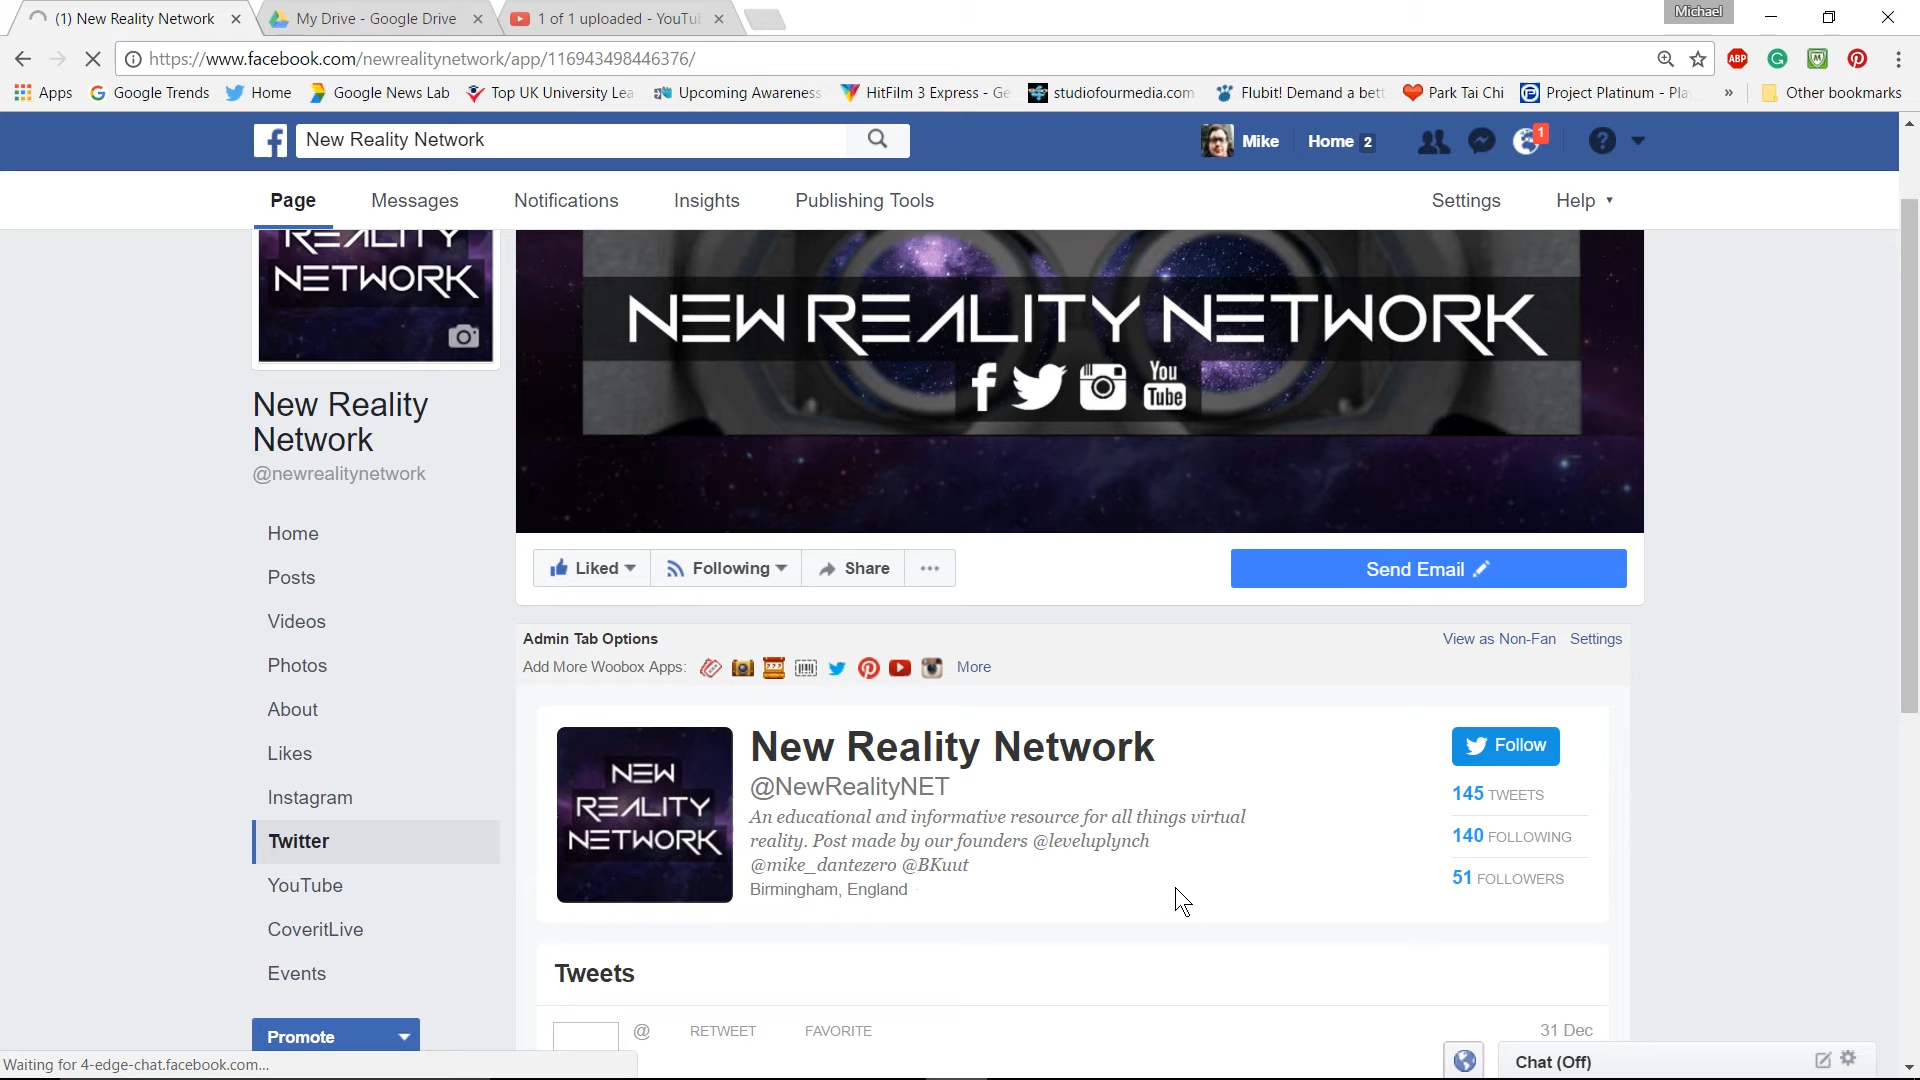 (1) New Reality Network
My Drive - Google Drive
1 of 1 uploaded - YouTu
Michael
https://www.facebook.com/newrealitynetwork/app/116943498446376/
ABP
Apps
Google Trends
Home
Google News Lab
Top UK University Lea
Upcoming Awareness
HitFilm 3 Express - Ge
studiofourmedia.com
Flubit! Demand a bett
Park Tai Chi
Project Platinum - Pla
»
Other bookmarks
New Reality Network
Mike
Home 2
1
Page
Messages
Notifications
Insights
Publishing Tools
Settings
Help
REALITY
NETWORK
NEW REALITY NETWORK
You
Tube
New Reality
Network
@newrealitynetwork
Liked
Following
Share
Send Email
Home
Posts
Videos
Photos
About
Likes
Instagram
Twitter
YouTube
CoveritLive
Events
Promote
Admin Tab Options
View as Non-Fan
Settings
Add More Woobox Apps:
More
NEW
REALITY
NETWORK
New Reality Network
@NewRealityNET
An educational and informative resource for all things virtual
reality. Post made by our founders @leveluplynch
@mike_dantezero @BKuut
Birmingham, England
Follow
145 TWEETS
140 FOLLOWING
51 FOLLOWERS
Tweets
@
RETWEET
FAVORITE
31 Dec
Waiting for 4-edge-chat.facebook.com...
Chat (Off)